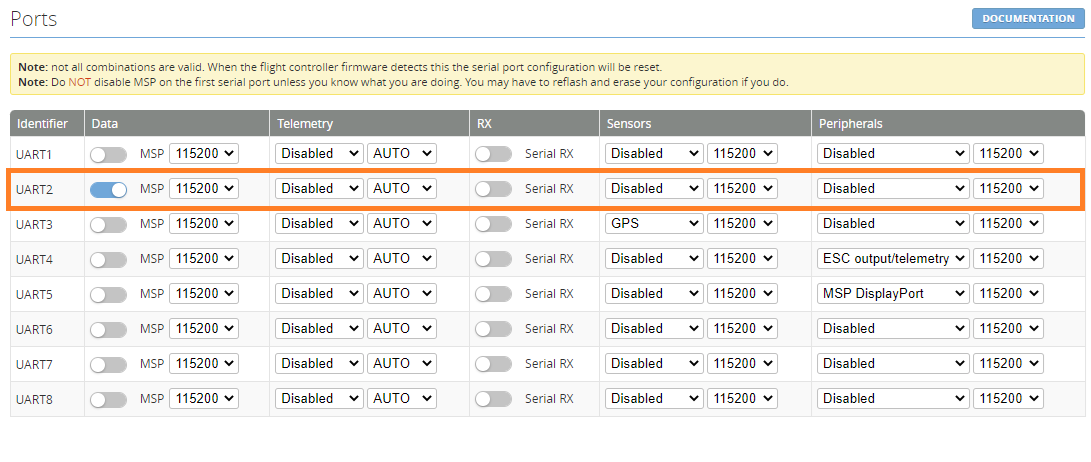 Ports
DOCUMENTATION
Note: not all combinations are valid. When the flight controller firmware detects this the serial port configuration will be reset.
Note: Do NOT disable MSP on the first serial port unless you know what you are doing. You may have to reflash and erase your configuration if you do.
Identifier Data Telemetry RX Sensors Peripherals
UART1 MSP 115200 Disabled AUTO Serial RX Disabled 115200 Disabled 115200
UART2 MSP 115200 Disabled AUTO Serial RX Disabled 115200 Disabled 115200
UART3 MSP 115200 Disabled AUTO Serial RX GPS 115200 Disabled 115200
UART4 MSP 115200 Disabled AUTO Serial RX Disabled 115200 ESC output/telemetry 115200
UART5 MSP 115200 Disabled AUTO Serial RX Disabled 115200 MSP DisplayPort 115200
UART6 MSP 115200 Disabled AUTO Serial RX Disabled 115200 Disabled 115200
UART7 MSP 115200 Disabled AUTO Serial RX Disabled 115200 Disabled 115200
UART8 MSP 115200 Disabled AUTO Serial RX Disabled 115200 Disabled 115200